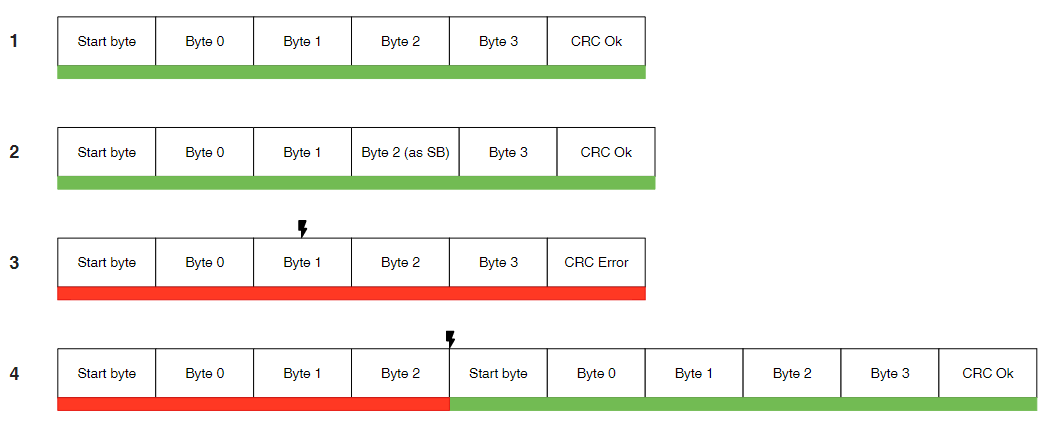 1 Start byte Byte 0 Byte 1 Byte 2 Byte 3 CRC Ok
2 Start byte Byte 0 Byte 1 Byte 2 (as SB) Byte 3 CRC Ok
3 Start byte Byte 0 Byte 1 Byte 2 Byte 3 CRC Error
4 Start byte Byte 0 Byte 1 Byte 2 Start byte Byte 0 Byte 1 Byte 2 Byte 3 CRC Ok